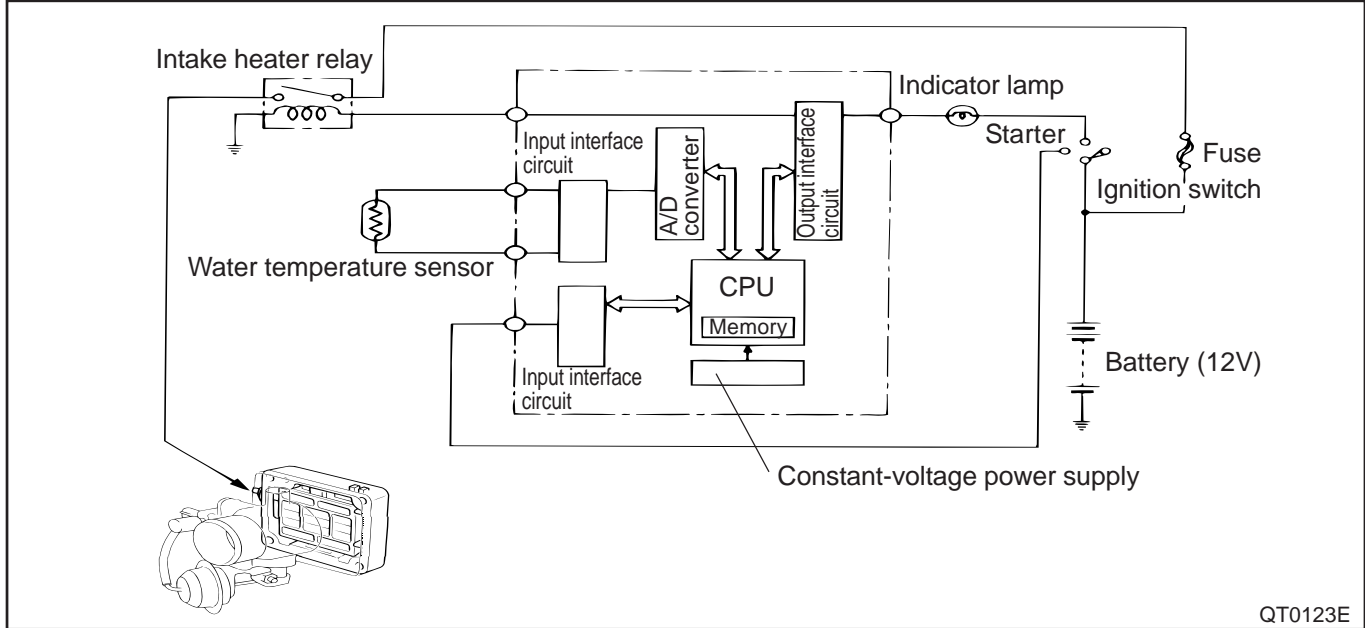 Intake heater relay
Indicator lamp
Starter
Input interface
circuit
A/D
converter
Output interface
circuit
Fuse
Ignition switch
Water temperature sensor
CPU
Memory
Battery (12V)
Input interface
circuit
Constant-voltage power supply
QT0123E